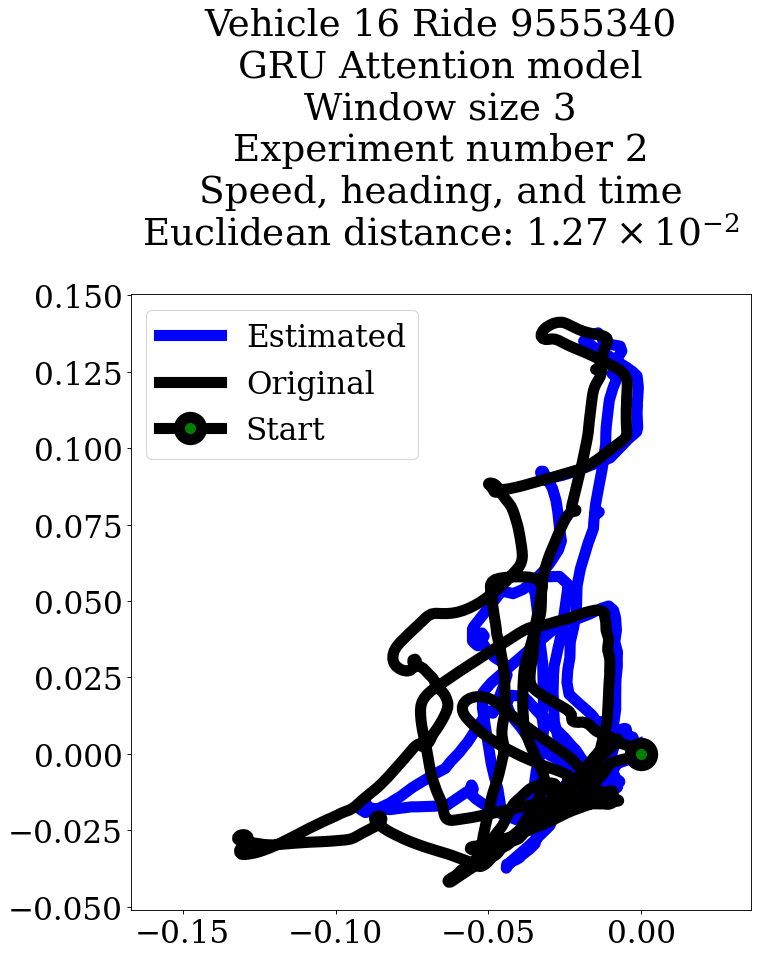 Vehicle 16 Ride 9555340
GRU Attention model
Window size 3
Experiment number 2
Speed, heading, and time
Euclidean distance: 1.27 × 10⁻²
0.150
Estimated
0.125
Original
Start
0.100
0.075
0.050
0.025
0.000
−0.025
−0.050
−0.15 −0.10 −0.05 0.00